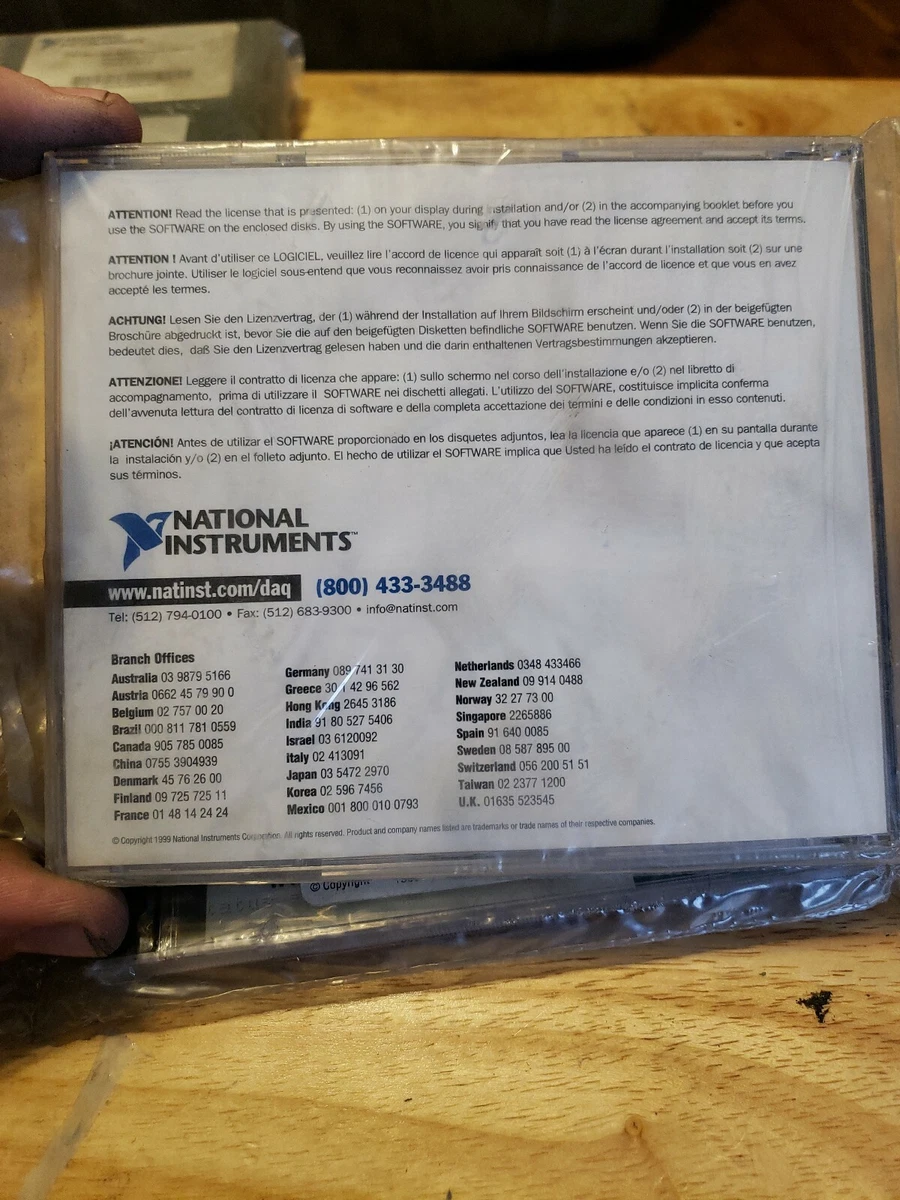 NATIONAL
INSTRUMENTS
ATTENTION! Read the license that is presented: (1) on your display during installation and/or (2) in the accompanying booklet before you
use the SOFTWARE on the enclosed disks. By using the SOFTWARE, you signify that you have read the license agreement and accept its terms.
ATTENTION ! Avant d'utiliser ce LOGICIEL, veuillez lire l'accord de licence qui apparaît soit (1) à l'écran durant l'installation soit (2) sur une
brochure jointe. Utiliser le logiciel sous-entend que vous reconnaissez avoir pris connaissance de l'accord de licence et que vous en avez
accepté les termes.
ACHTUNG! Lesen Sie den Lizenzvertrag, der (1) während der Installation auf Ihrem Bildschirm erscheint und/oder (2) in der beigefügten
Broschüre abgedruckt ist, bevor Sie die auf den beigefügten Disketten befindliche SOFTWARE benutzen. Wenn Sie die SOFTWARE benutzen,
bedeutet dies, daß Sie den Lizenzvertrag gelesen haben und die darin enthaltenen Vertragsbestimmungen akzeptieren.
ATTENZIONE! Leggere il contratto di licenza che appare: (1) sullo schermo nel corso dell'installazione e/o (2) nel libretto di
accompagnamento, prima di utilizzare il SOFTWARE nei dischetti allegati. L'utilizzo del SOFTWARE, costituisce implicita conferma
dell'avvenuta lettura del contratto di licenza di software e della completa accettazione dei termini e delle condizioni in esso contenuti.
¡ATENCIÓN! Antes de utilizar el SOFTWARE proporcionado en los disquetes adjuntos, lea la licencia que aparece (1) en su pantalla durante
la instalación y/o (2) en el folleto adjunto. El hecho de utilizar el SOFTWARE implica que Usted ha leído el contrato de licencia y que acepta
sus términos.
NATIONAL
INSTRUMENTS™
www.natinst.com/daq (800) 433-3488
Tel: (512) 794-0100 • Fax: (512) 683-9300 • info@natinst.com
Branch Offices
Australia 03 9879 5166
Austria 0662 45 79 90 0
Belgium 02 757 00 20
Brazil 000 811 781 0559
Canada 905 785 0085
China 0755 3904939
Denmark 45 76 26 00
Finland 09 725 725 11
France 01 48 14 24 24
Germany 089 741 31 30
Greece 30 1 42 96 562
Hong Kong 2645 3186
India 91 80 527 5406
Israel 03 6120092
Italy 02 413091
Japan 03 5472 2970
Korea 02 596 7456
Mexico 001 800 010 0793
Netherlands 0348 433466
New Zealand 09 914 0488
Norway 32 27 73 00
Singapore 2265886
Spain 91 640 0085
Sweden 08 587 895 00
Switzerland 056 200 51 51
Taiwan 02 2377 1200
U.K. 01635 523545
© Copyright 1999 National Instruments Corporation. All rights reserved. Product and company names listed are trademarks or trade names of their respective companies.
© Copyright